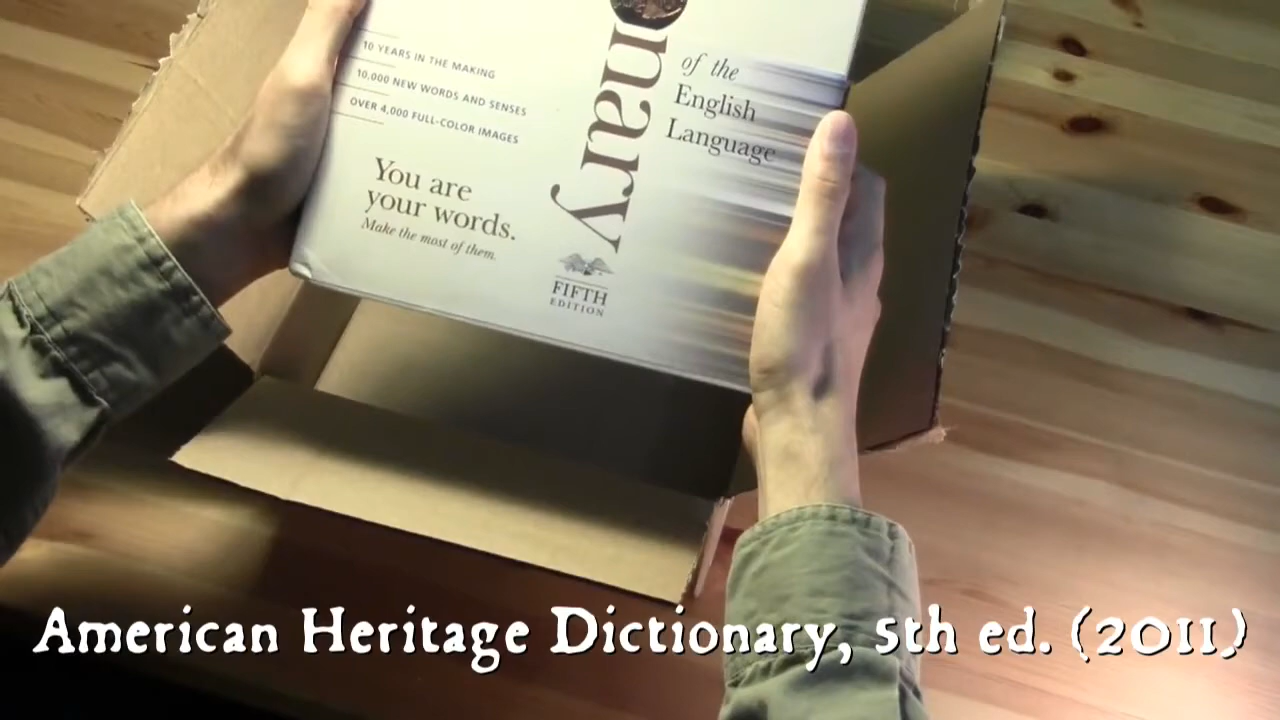 10 YEARS IN THE MAKING
10,000 NEW WORDS AND SENSES
OVER 4,000 FULL-COLOR IMAGES
You are
your words.
Make the most of them.
onary
of the
English
Language
FIFTH
EDITION
American Heritage Dictionary, 5th ed. (2011)